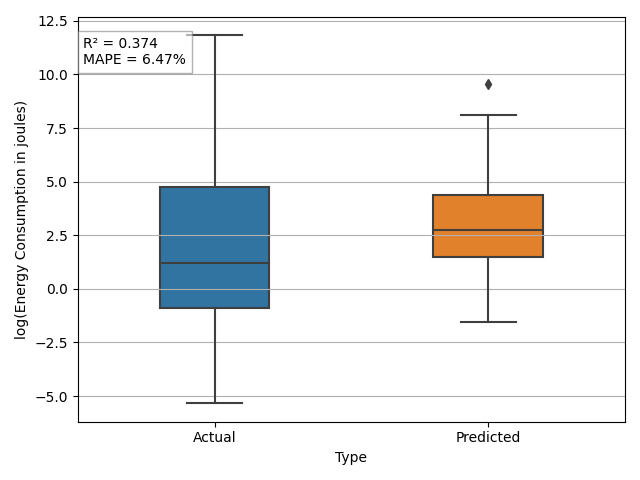 R² = 0.374
MAPE = 6.47%
12.5
10.0
7.5
5.0
2.5
0.0
−2.5
−5.0
log(Energy Consumption in joules)
Actual
Predicted
Type